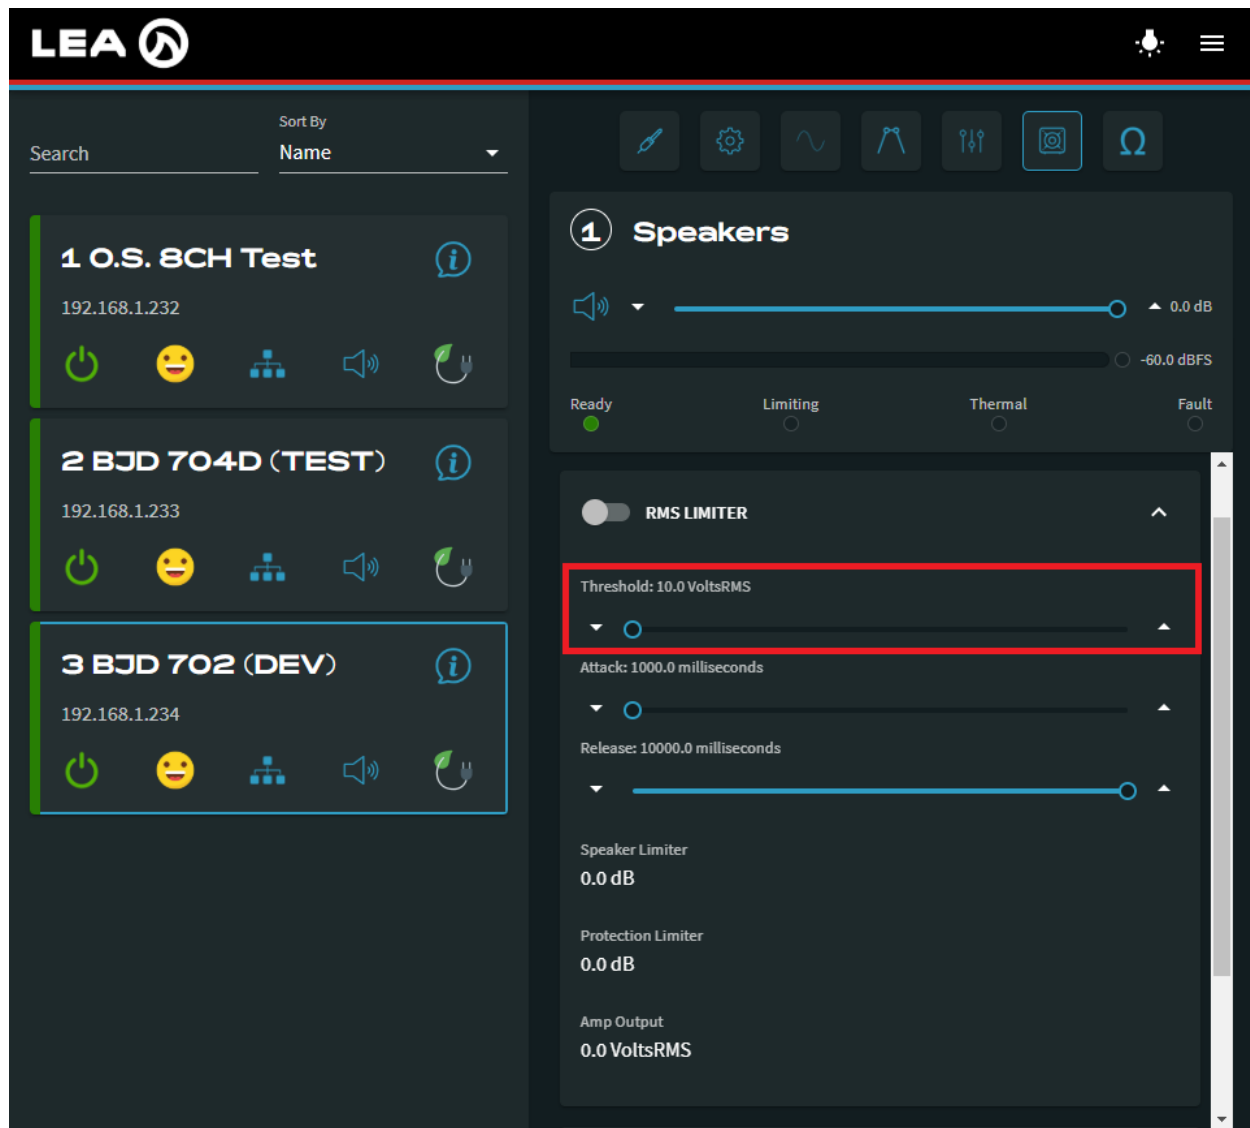 LEA
Search
Sort By
Name
1 O.S. 8CH Test
192.168.1.232
2 BJD 704D (TEST)
192.168.1.233
3 BJD 702 (DEV)
192.168.1.234
Ω
1 Speakers
0.0 dB
-60.0 dBFS
Ready Limiting Thermal Fault
RMS LIMITER
Threshold: 10.0 VoltsRMS
Attack: 1000.0 milliseconds
Release: 10000.0 milliseconds
Speaker Limiter
0.0 dB
Protection Limiter
0.0 dB
Amp Output
0.0 VoltsRMS